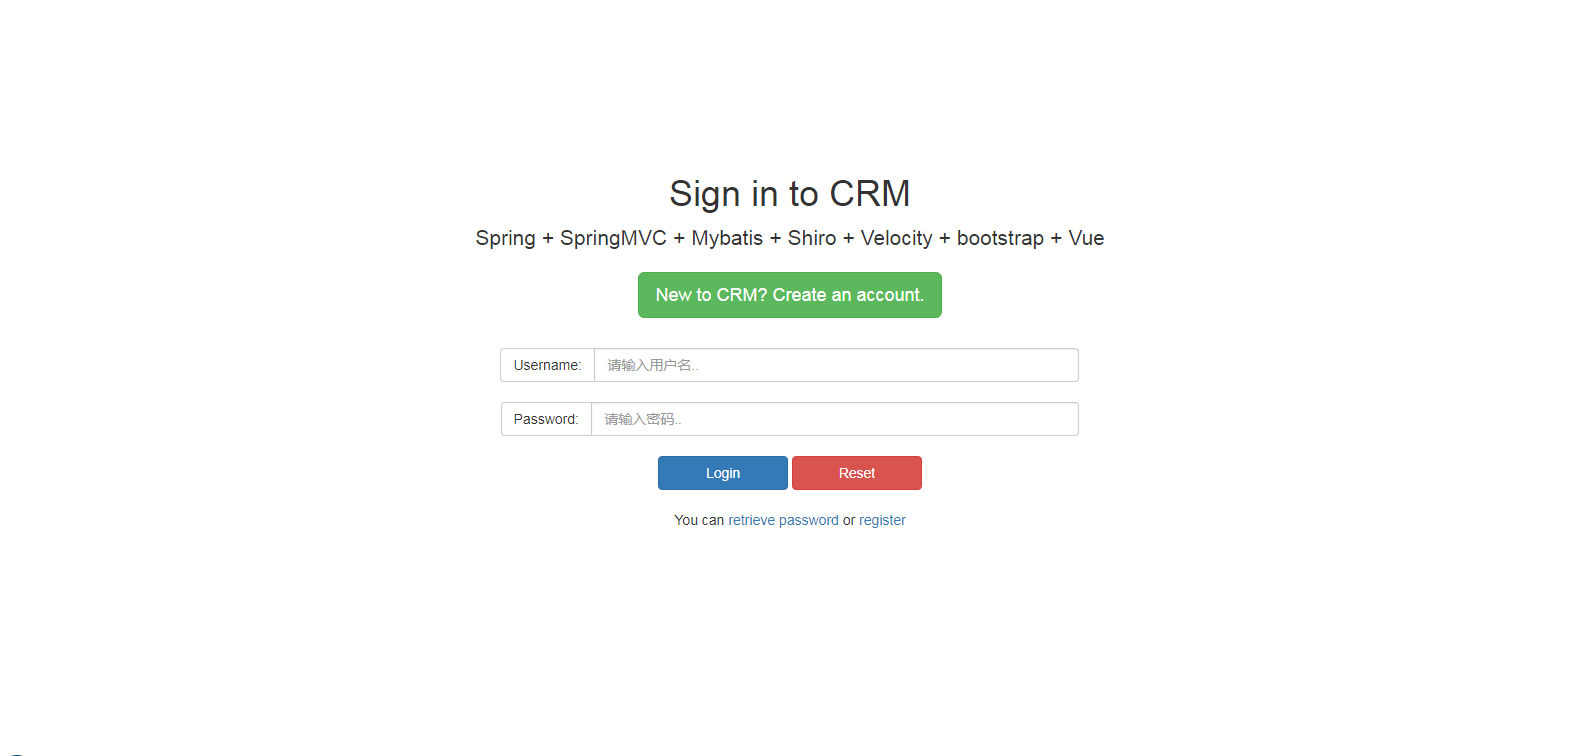 Sign in to CRM
Spring + SpringMVC + Mybatis + Shiro + Velocity + bootstrap + Vue
New to CRM? Create an account.
Username: 请输入用户名..
Password: 请输入密码..
Login Reset
You can retrieve password or register